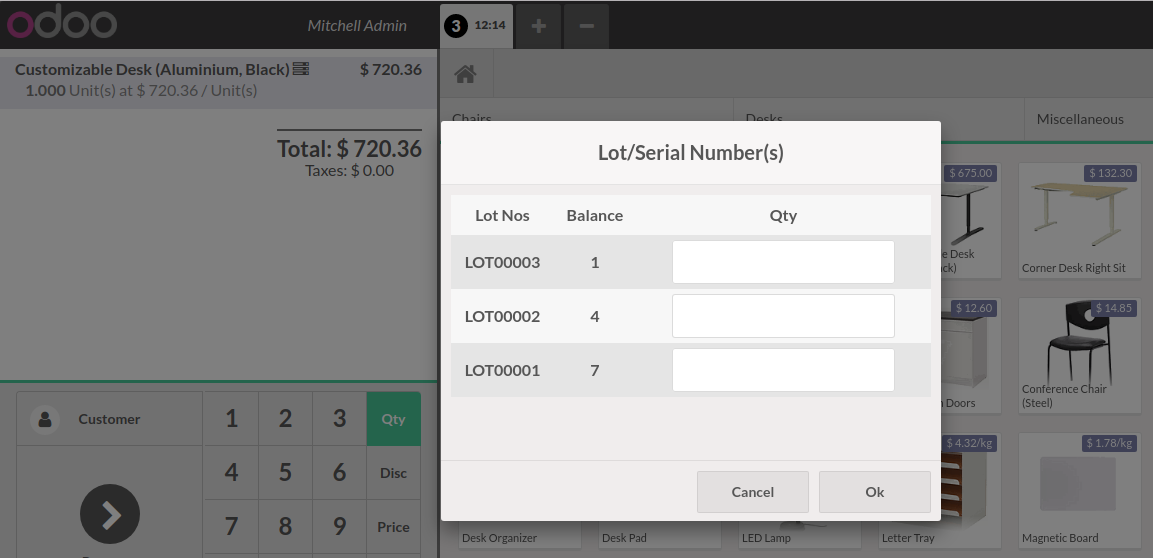 odoo
Mitchell Admin
3 12:14
Customizable Desk (Aluminium, Black) $ 720.36
1.000 Unit(s) at $ 720.36 / Unit(s)
Total: $ 720.36
Taxes: $ 0.00
Chairs Desks Miscellaneous
Lot/Serial Number(s)
Lot Nos Balance Qty
LOT00003 1
LOT00002 4
LOT00001 7
Cancel Ok
$ 675.00
Desk
$ 132.30
Corner Desk Right Sit
$ 12.60
Doors
$ 14.85
Conference Chair
(Steel)
$ 4.32/kg
$ 1.78/kg
Desk Organizer
Desk Pad
LED Lamp
Letter Tray
Magnetic Board
Customer
1 2 3 Qty
4 5 6 Disc
7 8 9 Price